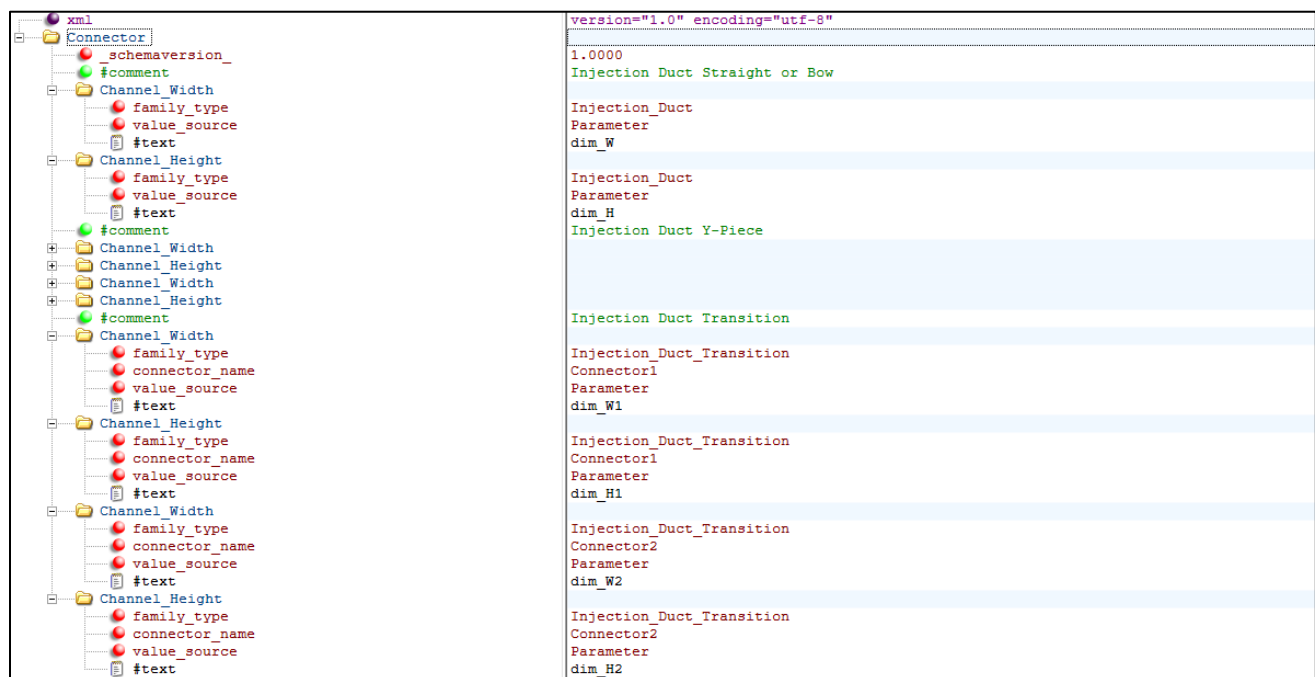 xml version="1.0" encoding="utf-8"
Connector
_schemaversion_ 1.0000
#comment Injection Duct Straight or Bow
Channel_Width
family_type Injection_Duct
value_source Parameter
#text dim_W
Channel_Height
family_type Injection_Duct
value_source Parameter
#text dim_H
#comment Injection Duct Y-Piece
Channel_Width
Channel_Height
Channel_Width
Channel_Height
#comment Injection Duct Transition
Channel_Width
family_type Injection_Duct_Transition
connector_name Connector1
value_source Parameter
#text dim_W1
Channel_Height
family_type Injection_Duct_Transition
connector_name Connector1
value_source Parameter
#text dim_H1
Channel_Width
family_type Injection_Duct_Transition
connector_name Connector2
value_source Parameter
#text dim_W2
Channel_Height
family_type Injection_Duct_Transition
connector_name Connector2
value_source Parameter
#text dim_H2